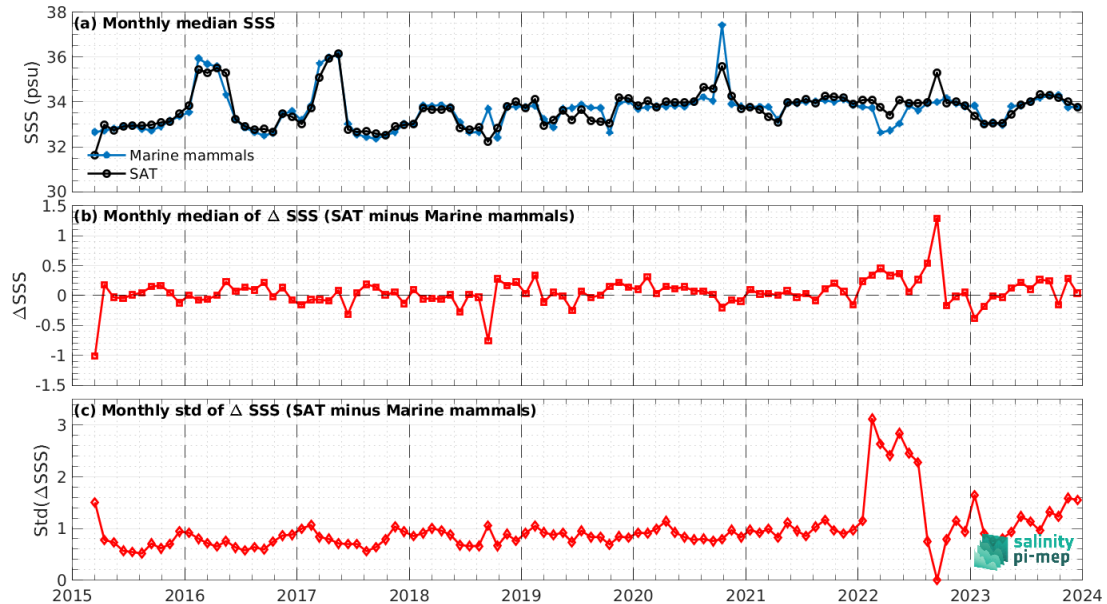 (a) Monthly median SSS
38
36
34
32
30
SSS (psu)
Marine mammals
SAT
(b) Monthly median of Δ SSS (SAT minus Marine mammals)
1.5
1
0.5
0
-0.5
-1
-1.5
ΔSSS
(c) Monthly std of Δ SSS (SAT minus Marine mammals)
3
2
1
0
Std(ΔSSS)
salinity
pi-mep
2015 2016 2017 2018 2019 2020 2021 2022 2023 2024